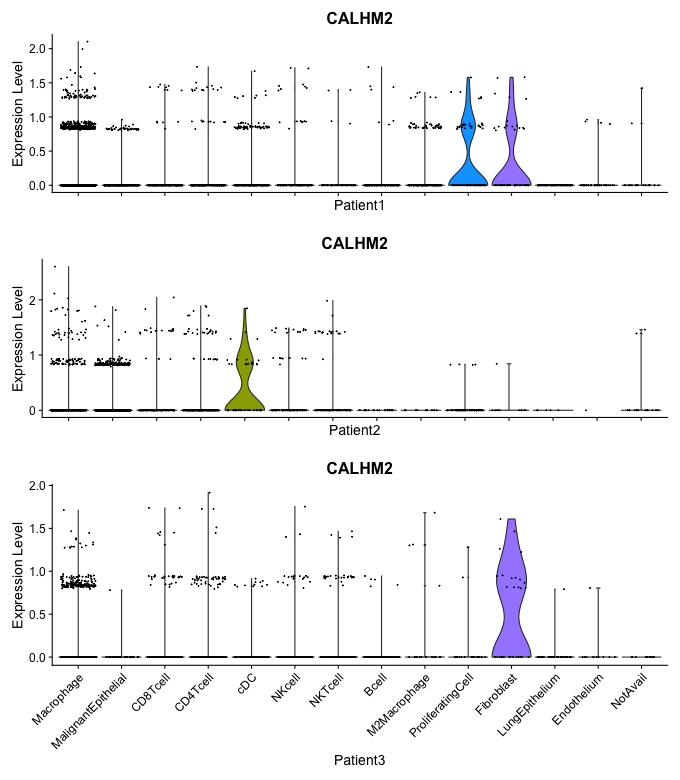 CALHM2
Expression Level
2.0
1.5
1.0
0.5
0.0
Patient1
CALHM2
Expression Level
2
1
0
Patient2
CALHM2
Expression Level
2.0
1.5
1.0
0.5
0.0
Macrophage
MalignantEpithelial
CD8Tcell
CD4Tcell
cDC
NKcell
NKTcell
Bcell
M2Macrophage
ProliferatingCell
Fibroblast
LungEpithelium
Endothelium
NotAvail
Patient3